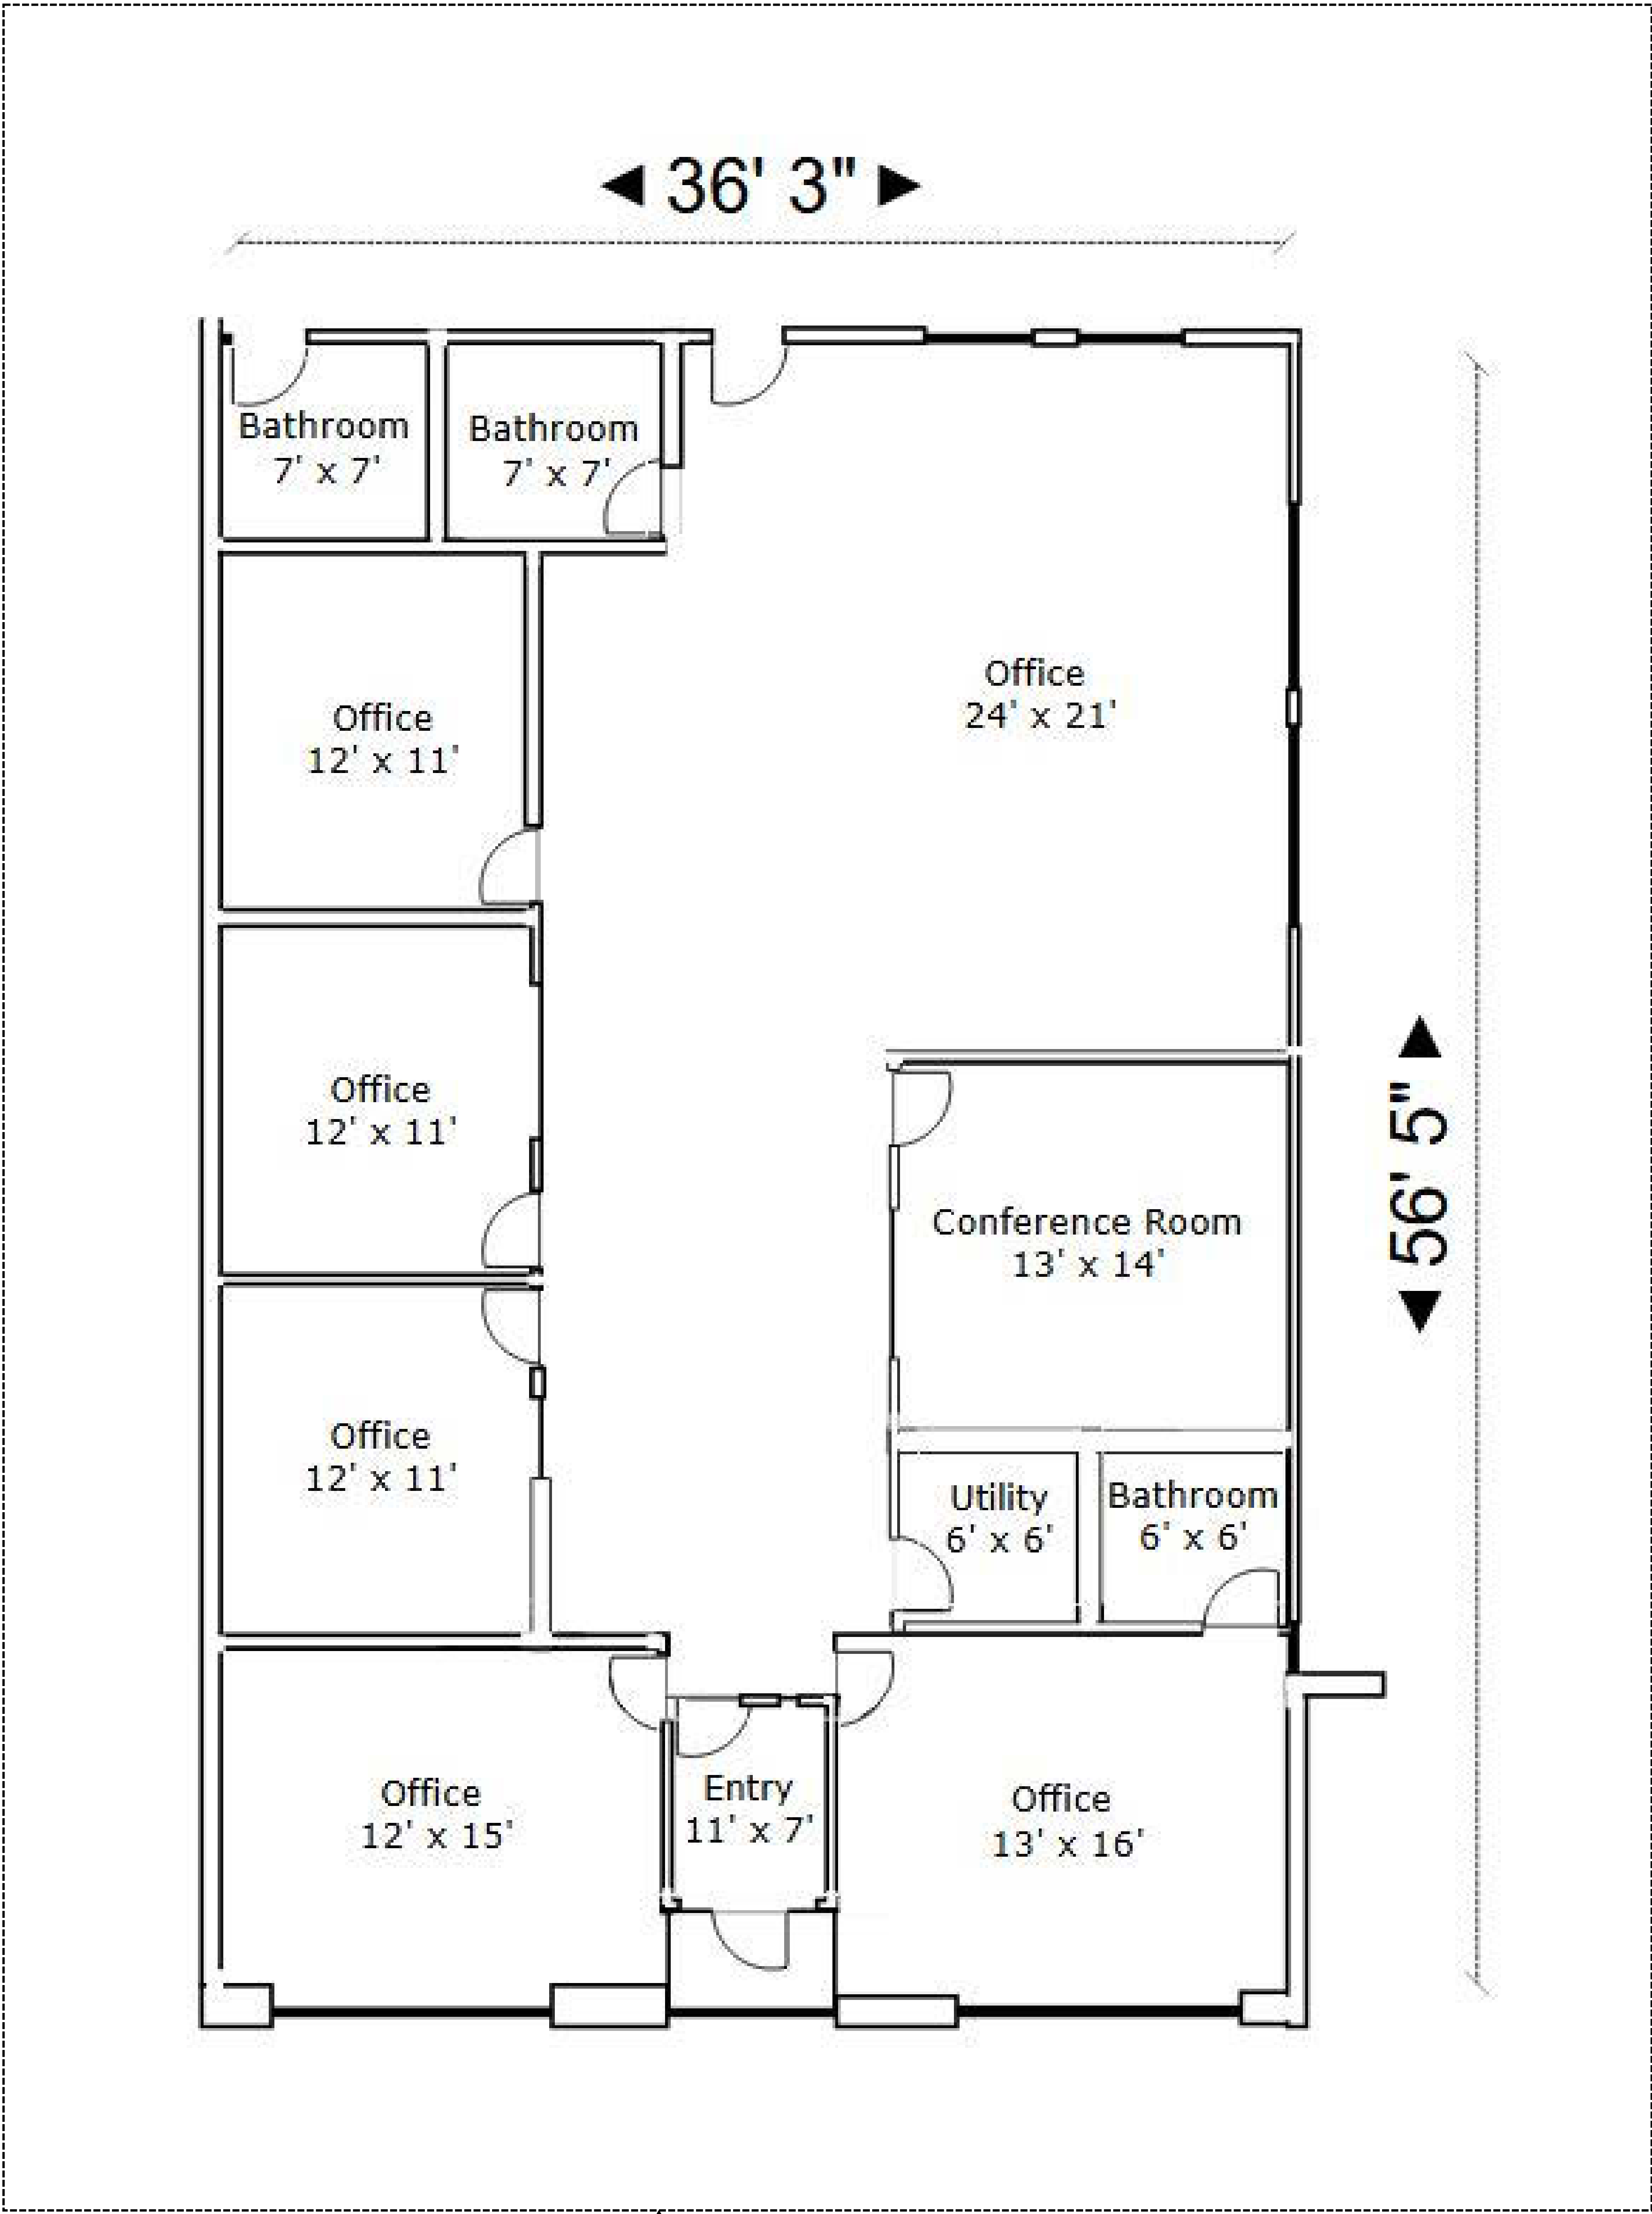 36' 3"
Bathroom
7' x 7'
Bathroom
7' x 7'
Office
24' x 21'
Office
12' x 11'
Office
12' x 11'
56' 5"
Conference Room
13' x 14'
Office
12' x 11'
Utility
6' x 6'
Bathroom
6' x 6'
Office
12' x 15'
Entry
11' x 7'
Office
13' x 16'